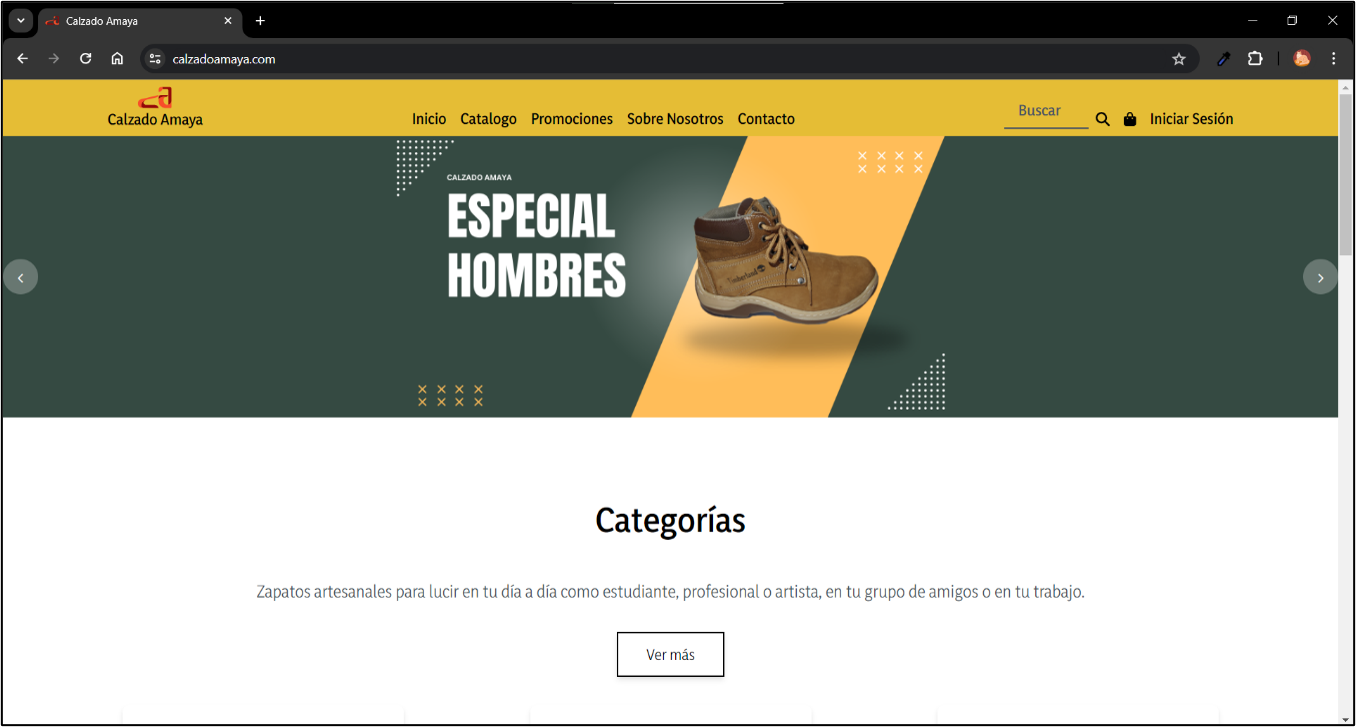 Calzado Amaya
calzadoamaya.com
Calzado Amaya
Inicio Catalogo Promociones Sobre Nosotros Contacto Buscar Iniciar Sesión
CALZADO AMAYA
ESPECIAL
HOMBRES
Timberland
Categorías
Zapatos artesanales para lucir en tu día a día como estudiante, profesional o artista, en tu grupo de amigos o en tu trabajo.
Ver más